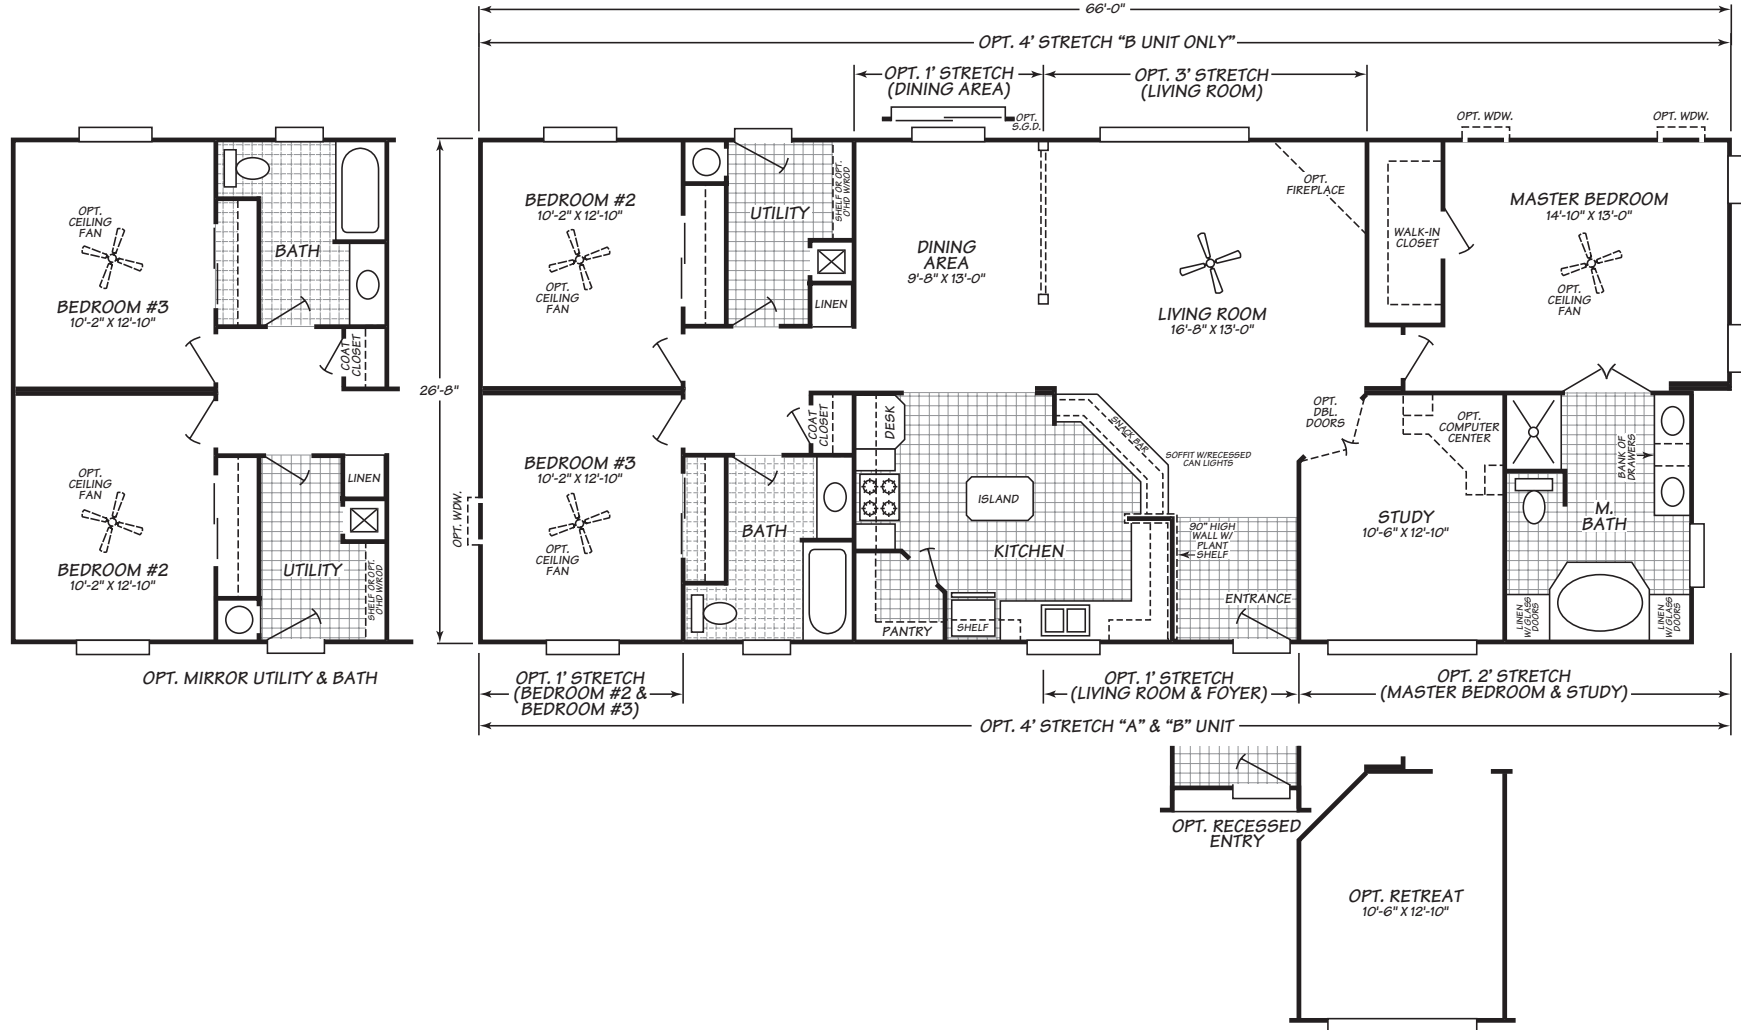 66'-0"
OPT. 4' STRETCH "B UNIT ONLY"
OPT. 1' STRETCH
(DINING AREA)
OPT. 3' STRETCH
(LIVING ROOM)
OPT.
S.G.D.
OPT. WDW.
OPT. WDW.
OPT.
CEILING
FAN
BATH
BEDROOM #3
10'-2" X 12'-10"
COAT
CLOSET
OPT.
CEILING
FAN
LINEN
BEDROOM #2
10'-2" X 12'-10"
UTILITY
SHELF OR OPT.
O'HD W/ROD
OPT. MIRROR UTILITY & BATH
26'-8"
BEDROOM #2
10'-2" X 12'-10"
OPT.
CEILING
FAN
UTILITY
SHELF OR OPT.
O'HD W/ROD
LINEN
DINING
AREA
9'-8" X 13'-0"
LIVING ROOM
16'-8" X 13'-0"
OPT.
FIREPLACE
WALK-IN
CLOSET
MASTER BEDROOM
14'-10" X 13'-0"
OPT.
CEILING
FAN
OPT. WDW.
BEDROOM #3
10'-2" X 12'-10"
OPT.
CEILING
FAN
COAT
CLOSET
BATH
DESK
ISLAND
KITCHEN
PANTRY
SHELF
SNACK BAR
SOFFIT W/RECESSED
CAN LIGHTS
90" HIGH
WALL W/
PLANT
SHELF
ENTRANCE
OPT.
DBL.
DOORS
OPT.
COMPUTER
CENTER
STUDY
10'-6" X 12'-10"
BANK OF
DRAWERS
M.
BATH
LINEN
W/ GLASS
DOORS
LINEN
W/ GLASS
DOORS
OPT. 1' STRETCH
(BEDROOM #2 &
BEDROOM #3)
OPT. 1' STRETCH
(LIVING ROOM & FOYER)
OPT. 2' STRETCH
(MASTER BEDROOM & STUDY)
OPT. 4' STRETCH "A" & "B" UNIT
OPT. RECESSED
ENTRY
OPT. RETREAT
10'-6" X 12'-10"